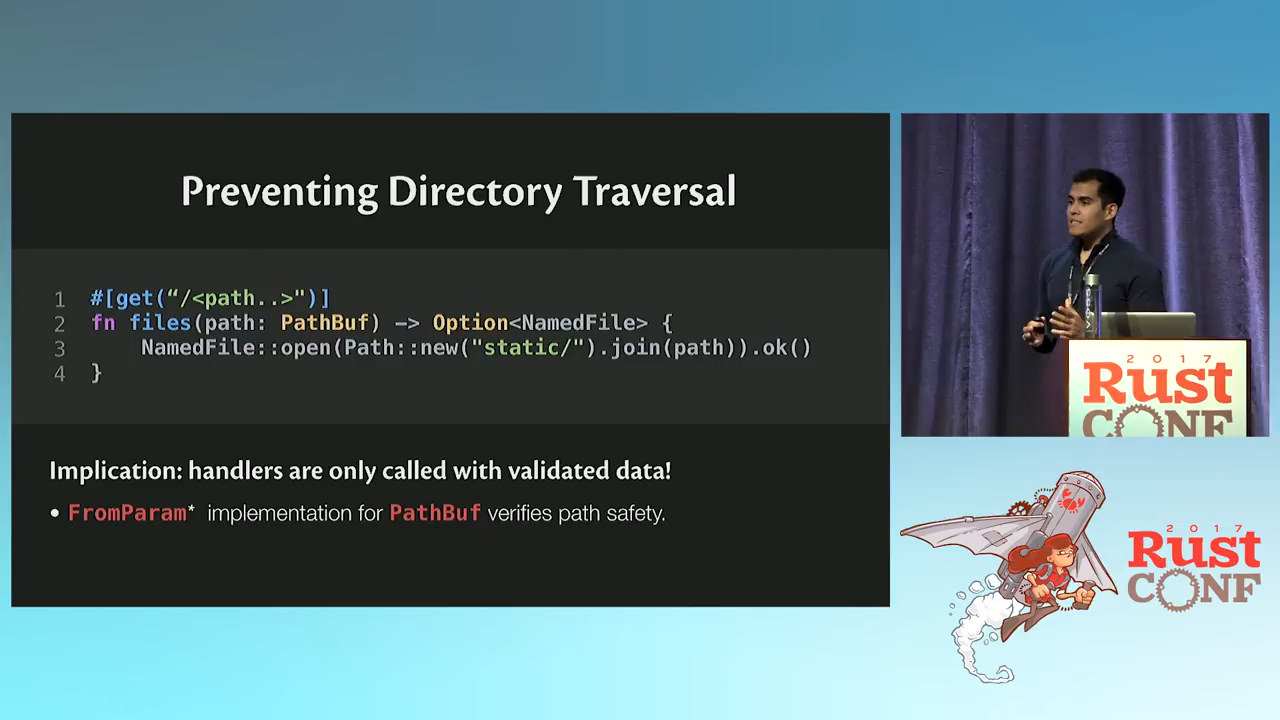 Preventing Directory Traversal
1 #[get(“/<path..>")]
2 fn files(path: PathBuf) -> Option<NamedFile> {
3     NamedFile::open(Path::new("static/").join(path)).ok()
4 }
Implication: handlers are only called with validated data!
• FromParam* implementation for PathBuf verifies path safety.
2017
Rust
CONF
2017
Rust
CONF